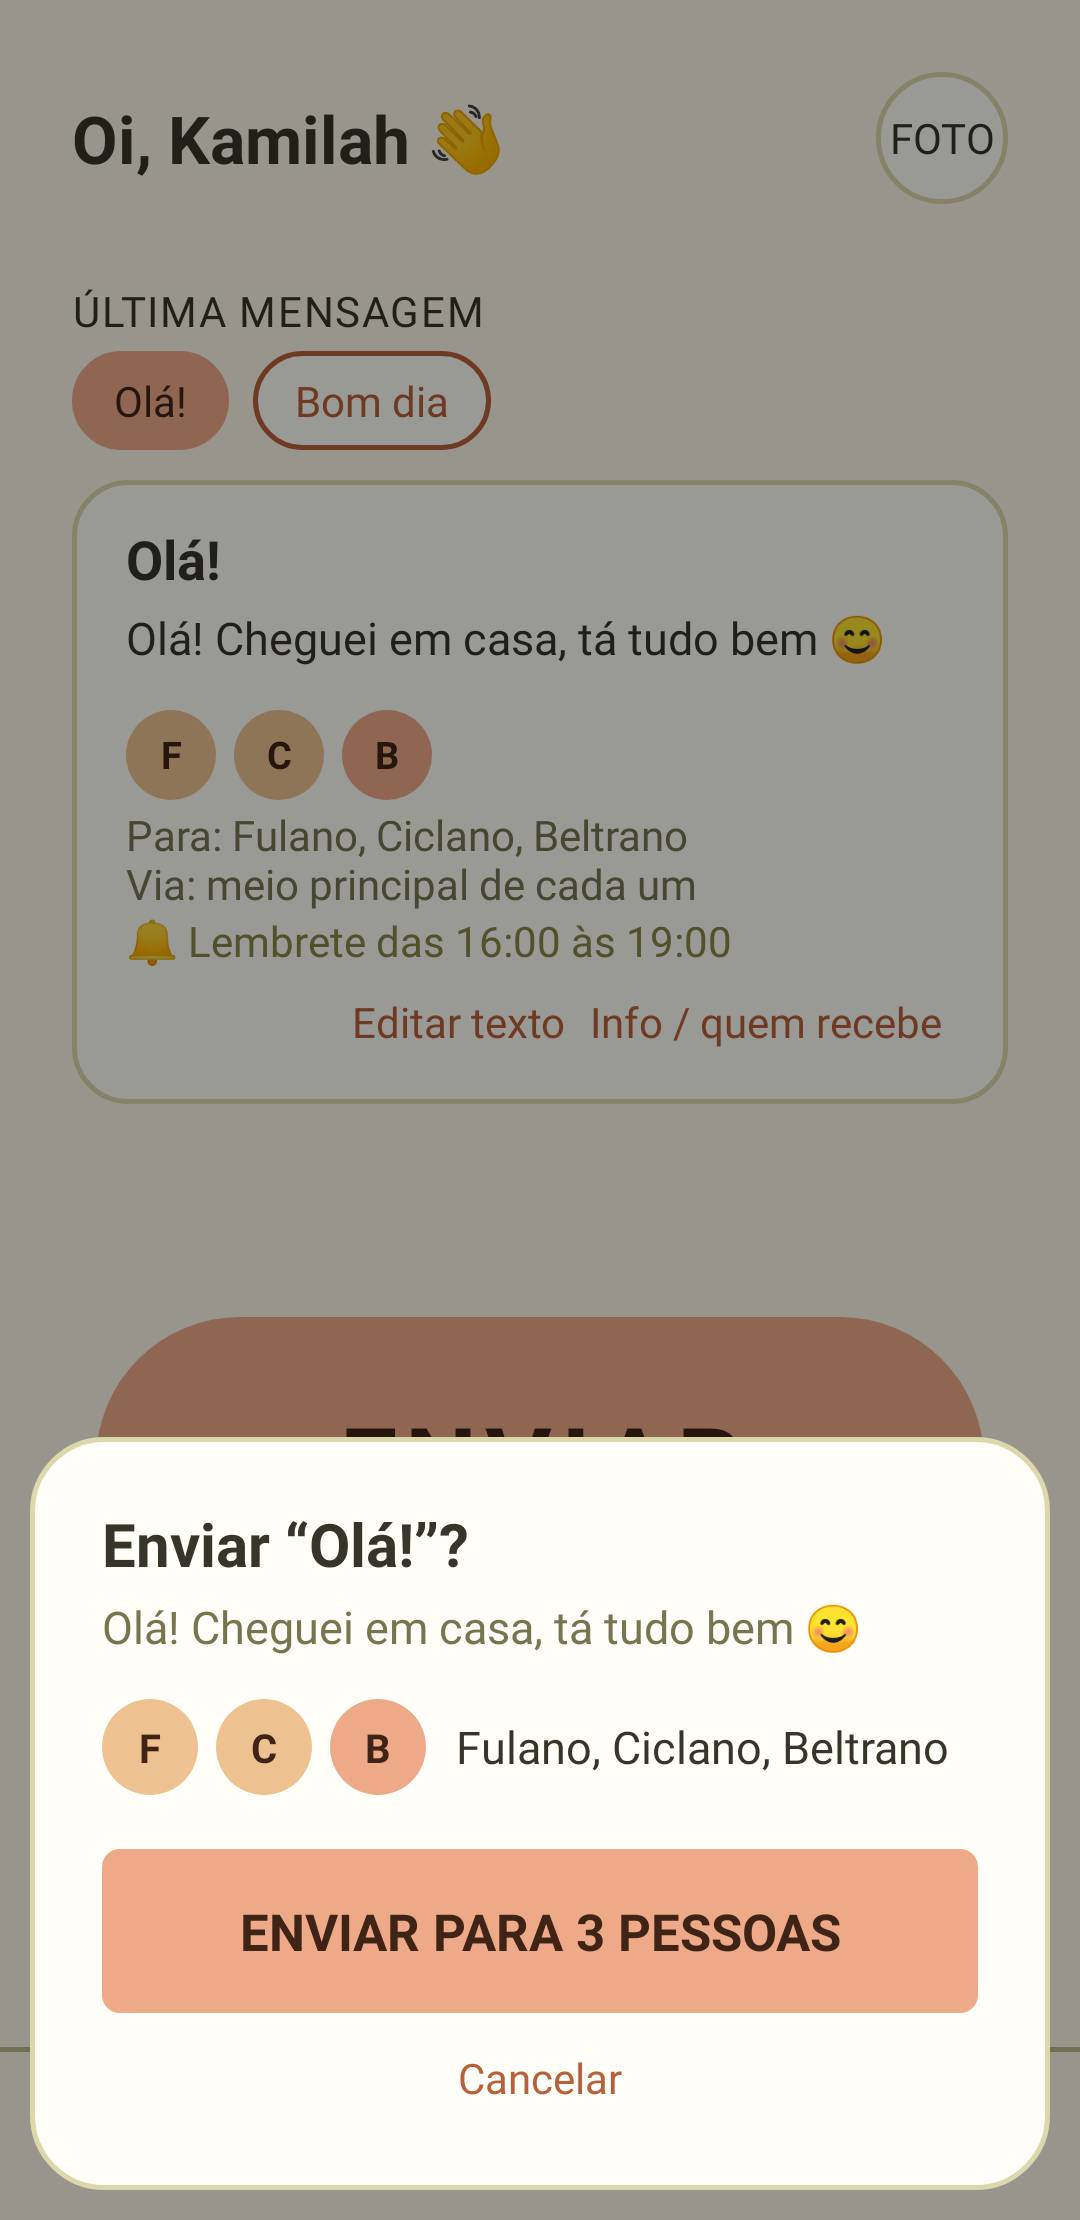 Oi, Kamilah 👋
FOTO
ÚLTIMA MENSAGEM
Olá!
Bom dia
Olá!
Olá! Cheguei em casa, tá tudo bem 😊
F C B
Para: Fulano, Ciclano, Beltrano
Via: meio principal de cada um
🔔 Lembrete das 16:00 às 19:00
Editar texto Info / quem recebe
ENVIAR
Enviar “Olá!”?
Olá! Cheguei em casa, tá tudo bem 😊
F C B Fulano, Ciclano, Beltrano
ENVIAR PARA 3 PESSOAS
Cancelar